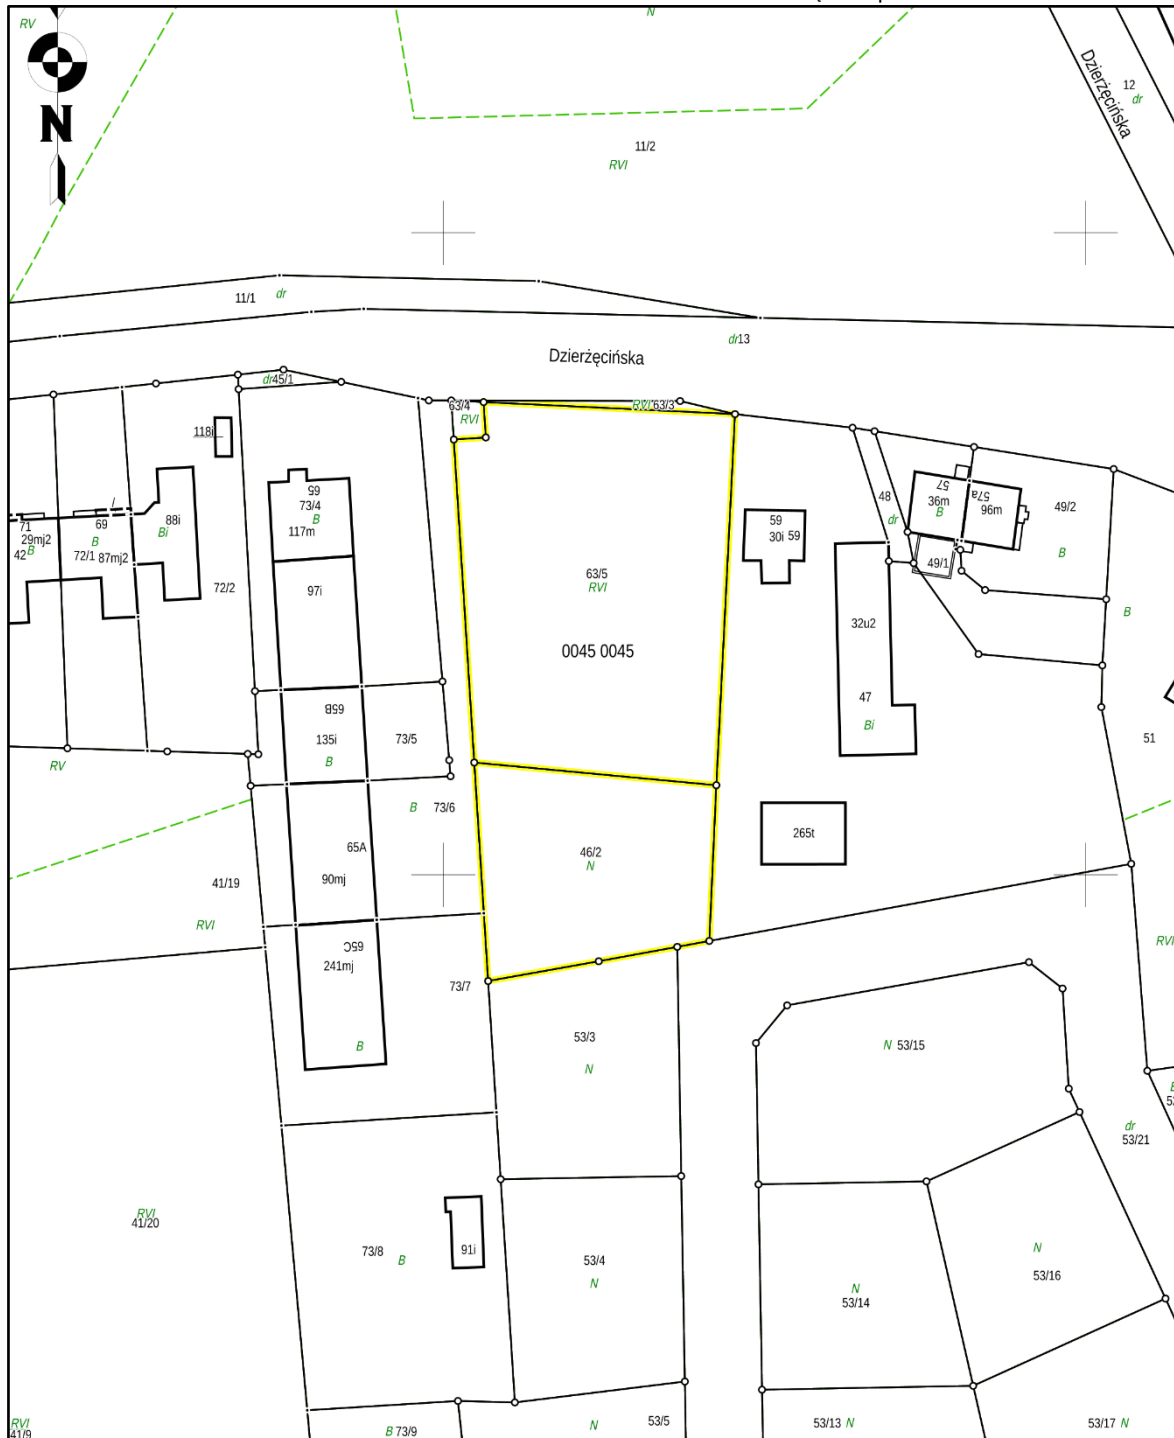 RV
N
12
dr
Dzierżęcińska
N
11/2
RVI
11/1
dr
dr13
Dzierżęcińska
dr45/1
63/4
RVI
RVI 63/3
118i
65
73/4
B
117m
88i
Bi
71
29mj2
42 B
69
B
72/1 87mj2
72/2
97i
63/5
RVI
0045 0045
59
30i 59
48
dr
57
36m
B
57a
96m
49/2
B
49/1
B
32u2
47
Bi
51
65B
135i
B
73/5
RV
B 73/6
65A
90mj
46/2
N
265t
41/19
RVI
RVI
65C
241mj
73/7
B
53/3
N
N 53/15
dr
53/21
RVI
41/20
73/8 B
91i
53/4
N
N
53/14
N
53/16
RVI
41/9
B 73/9
N
53/5
53/13 N
53/17 N